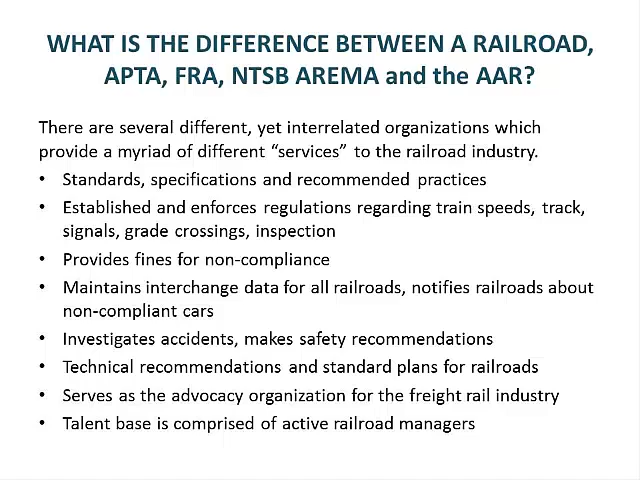 WHAT IS THE DIFFERENCE BETWEEN A RAILROAD,
APTA, FRA, NTSB AREMA and the AAR?
There are several different, yet interrelated organizations which
provide a myriad of different “services” to the railroad industry.
• Standards, specifications and recommended practices
• Established and enforces regulations regarding train speeds, track,
signals, grade crossings, inspection
• Provides fines for non-compliance
• Maintains interchange data for all railroads, notifies railroads about
non-compliant cars
• Investigates accidents, makes safety recommendations
• Technical recommendations and standard plans for railroads
• Serves as the advocacy organization for the freight rail industry
• Talent base is comprised of active railroad managers